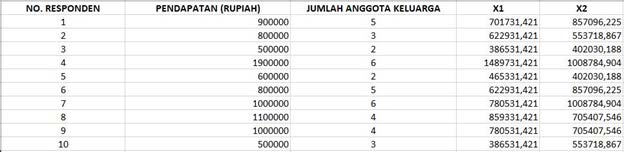 NO. RESPONDEN PENDAPATAN (RUPIAH) JUMLAH ANGGOTA KELUARGA X1 X2
1 900000 5 701731,421 857096,225
2 800000 3 622931,421 553718,867
3 500000 2 386531,421 402030,188
4 1900000 6 1489731,421 1008784,904
5 600000 2 465331,421 402030,188
6 800000 5 622931,421 857096,225
7 1000000 6 780531,421 1008784,904
8 1100000 4 859331,421 705407,546
9 1000000 4 780531,421 705407,546
10 500000 3 386531,421 553718,867